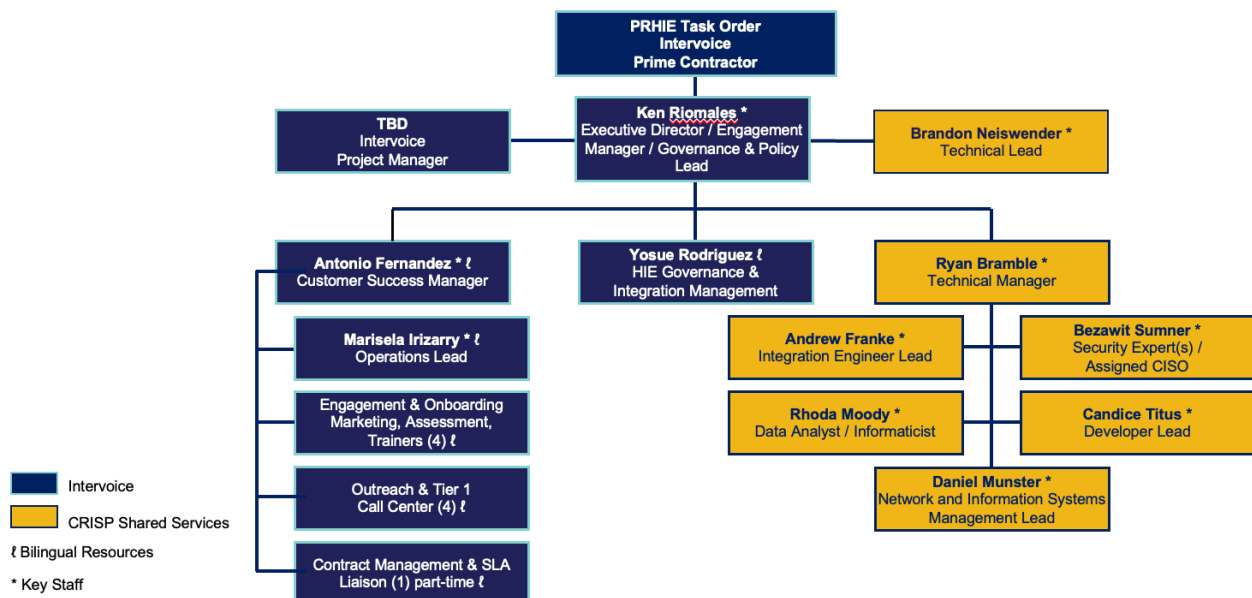 PRHIE Task Order
Intervoice
Prime Contractor
TBD
Intervoice
Project Manager
Ken Riomales *
Executive Director / Engagement
Manager / Governance & Policy
Lead
Brandon Neiswender *
Technical Lead
Antonio Fernandez * ℓ
Customer Success Manager
Yosue Rodriguez ℓ
HIE Governance &
Integration Management
Ryan Bramble *
Technical Manager
Marisela Irizarry * ℓ
Operations Lead
Engagement & Onboarding
Marketing, Assessment,
Trainers (4) ℓ
Outreach & Tier 1
Call Center (4) ℓ
Contract Management & SLA
Liaison (1) part-time ℓ
Andrew Franke *
Integration Engineer Lead
Bezawit Sumner *
Security Expert(s) /
Assigned CISO
Rhoda Moody *
Data Analyst / Informaticist
Candice Titus *
Developer Lead
Daniel Munster *
Network and Information Systems
Management Lead
Intervoice
CRISP Shared Services
ℓ Bilingual Resources
* Key Staff